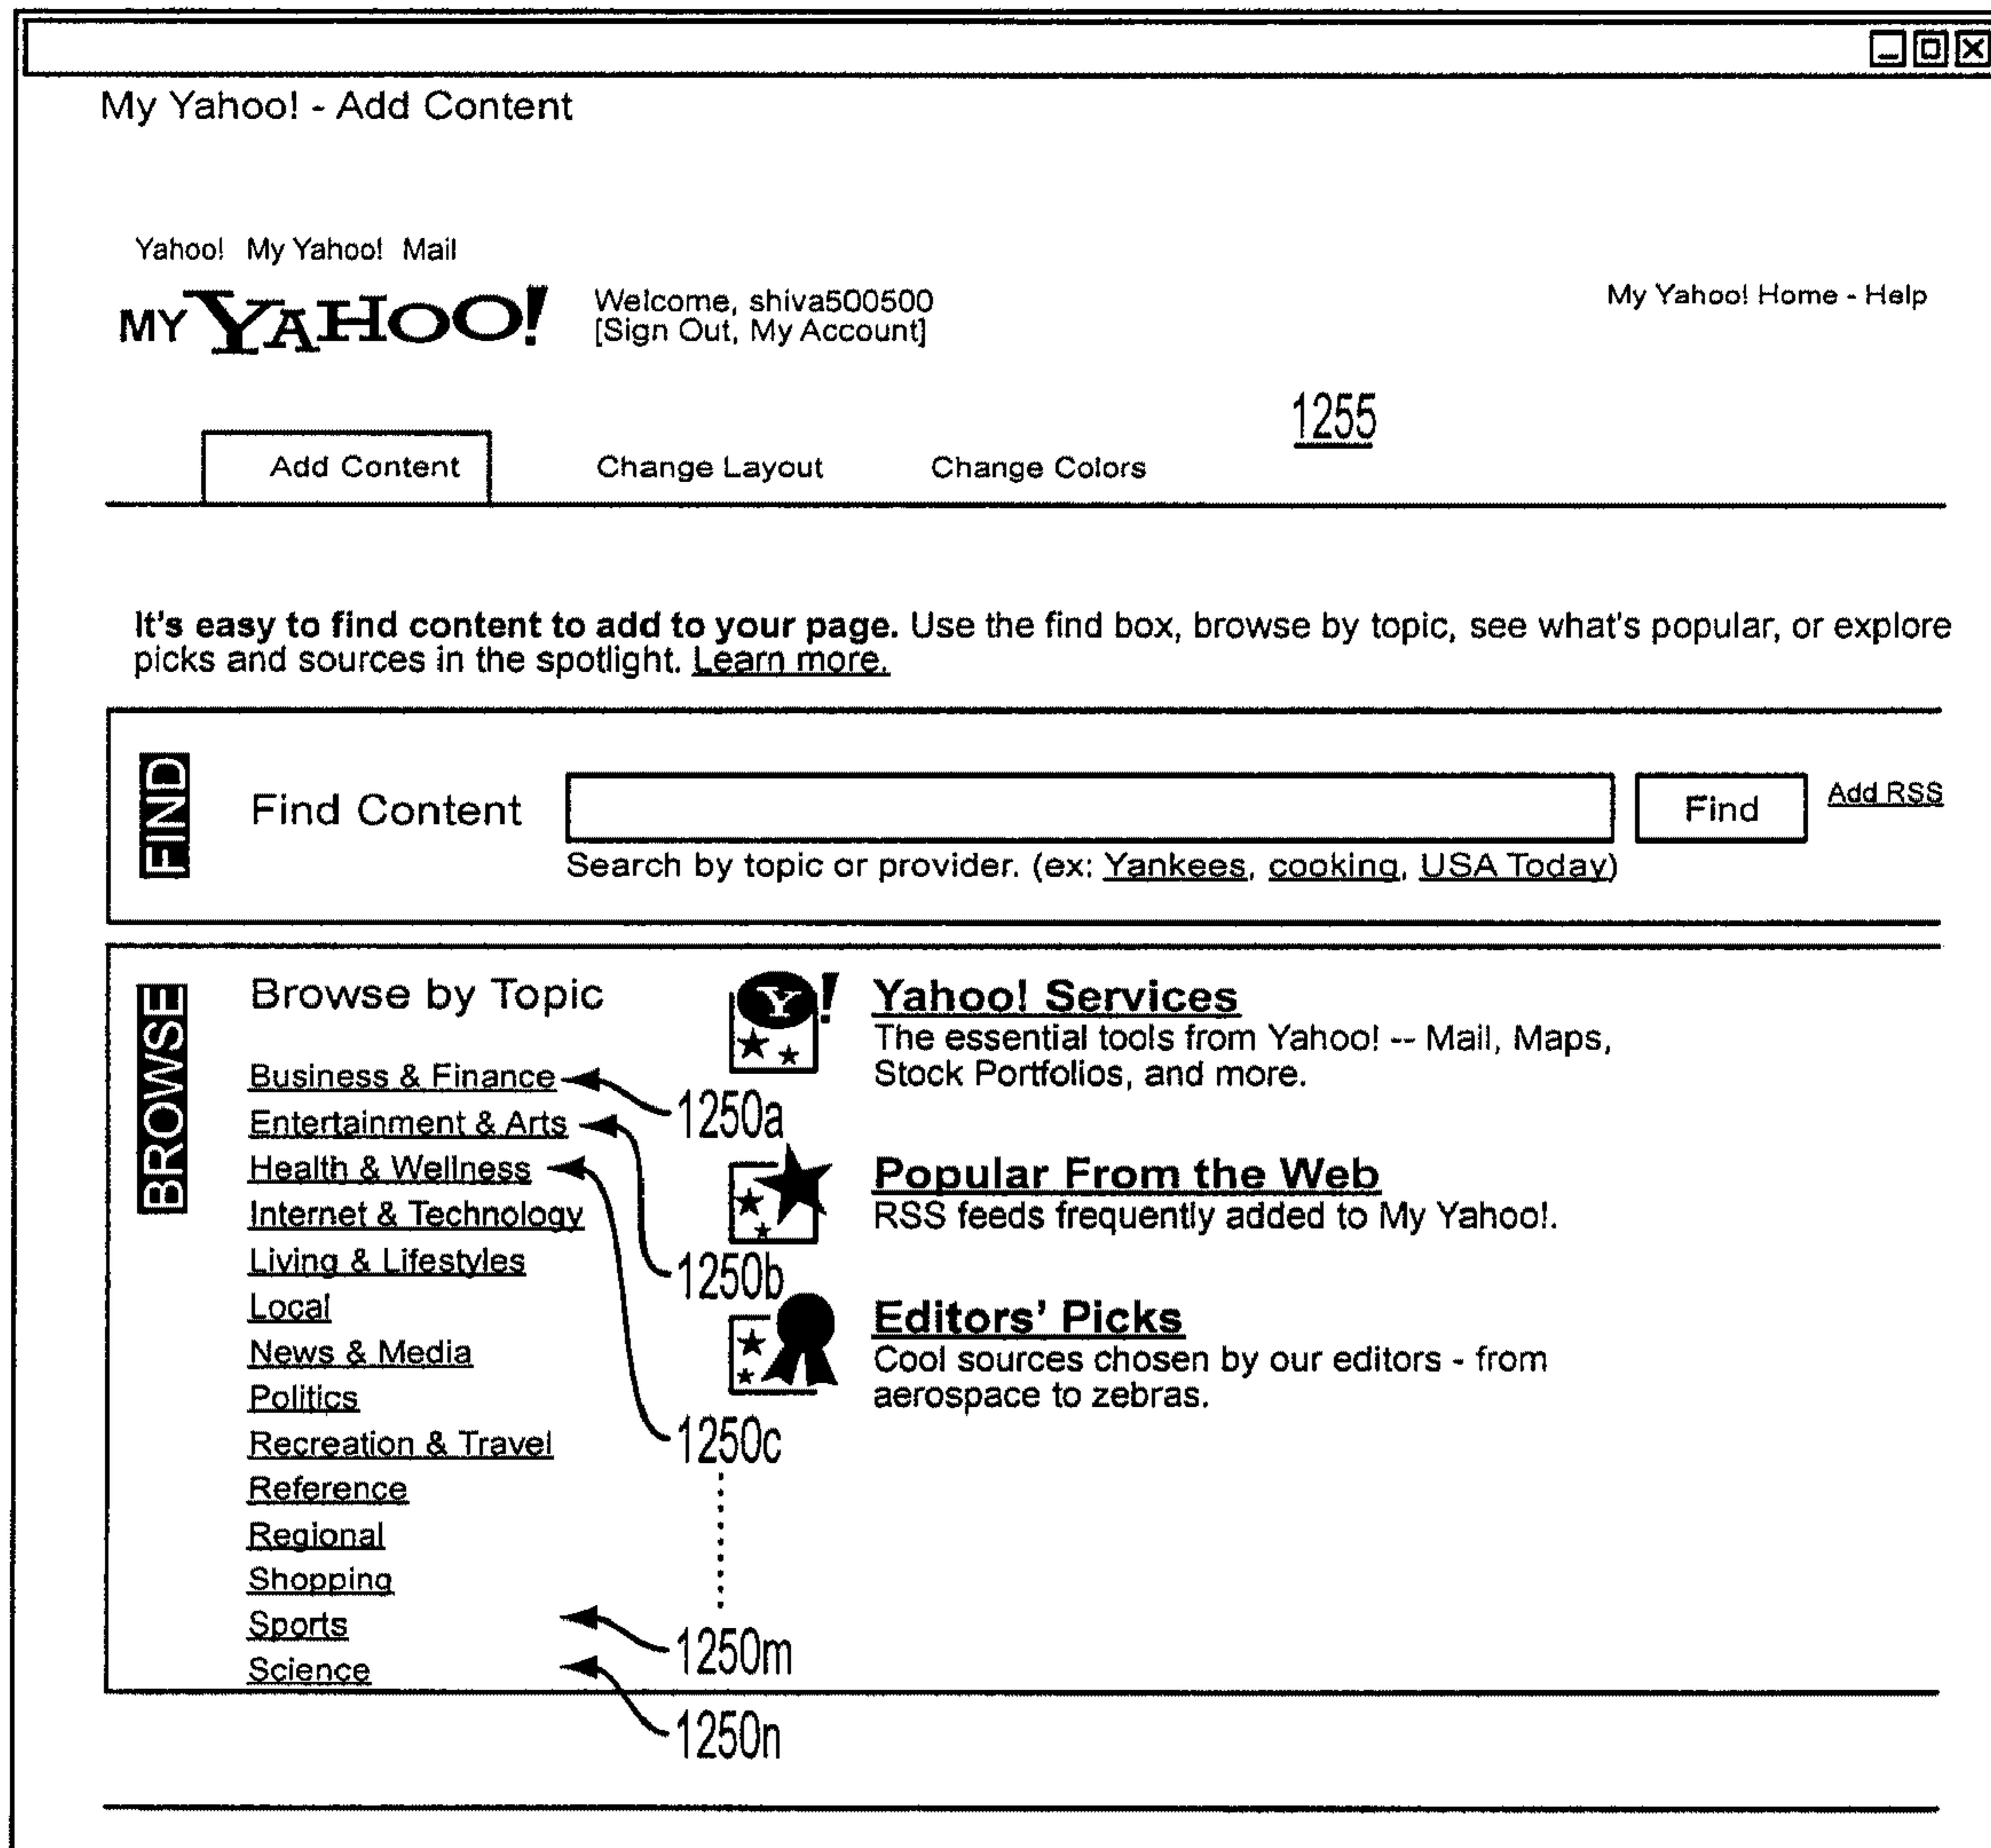 My Yahoo! - Add Content
Yahoo! My Yahoo! Mail
MY YAHOO!
Welcome, shiva500500
[Sign Out, My Account]
My Yahoo! Home - Help
1255
Add Content Change Layout Change Colors
It's easy to find content to add to your page. Use the find box, browse by topic, see what's popular, or explore
picks and sources in the spotlight. Learn more.
FIND
Find Content
Find
Add RSS
Search by topic or provider. (ex: Yankees, cooking, USA Today)
BROWSE
Browse by Topic
Business & Finance
Entertainment & Arts
Health & Wellness
Internet & Technology
Living & Lifestyles
Local
News & Media
Politics
Recreation & Travel
Reference
Regional
Shopping
Sports
Science
1250a
1250b
1250c
1250m
1250n
Y!
Yahoo! Services
The essential tools from Yahoo! -- Mail, Maps,
Stock Portfolios, and more.
Popular From the Web
RSS feeds frequently added to My Yahoo!.
Editors' Picks
Cool sources chosen by our editors - from
aerospace to zebras.